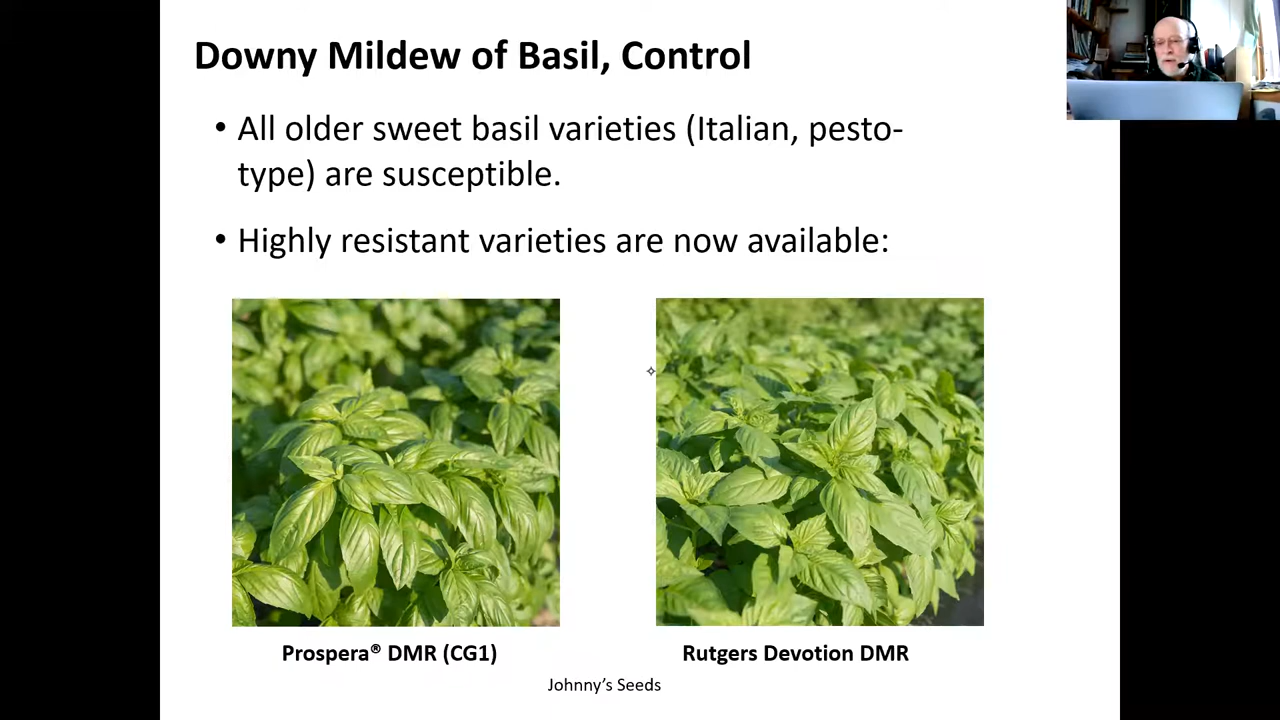 Downy Mildew of Basil, Control
• All older sweet basil varieties (Italian, pesto-
type) are susceptible.
• Highly resistant varieties are now available:
Prospera® DMR (CG1)
Rutgers Devotion DMR
Johnny’s Seeds